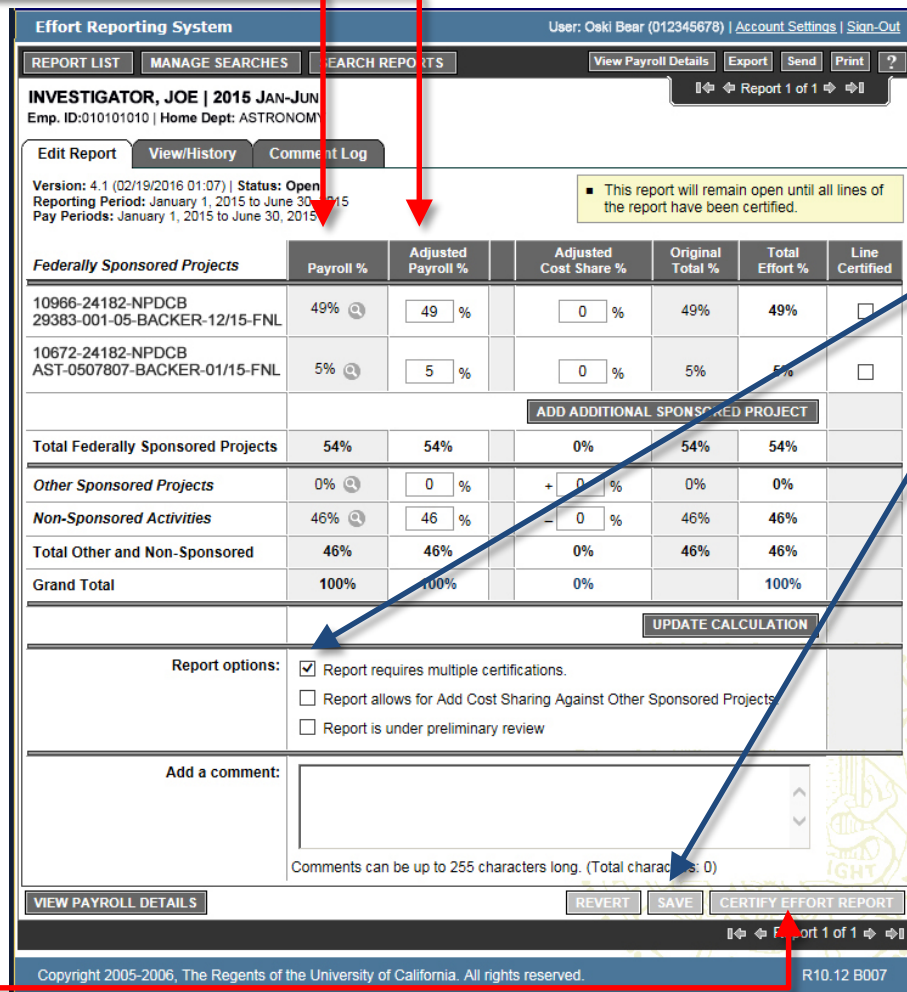 Effort Reporting System User: Oski Bear (012345678) | Account Settings | Sign-Out
REPORT LIST MANAGE SEARCHES SEARCH REPORTS View Payroll Details Export Send Print ?
Report 1 of 1
INVESTIGATOR, JOE | 2015 JAN-JUN
Emp. ID:010101010 | Home Dept: ASTRONOMY
Edit Report View/History Comment Log
Version: 4.1 (02/19/2016 01:07) | Status: Open
Reporting Period: January 1, 2015 to June 30, 2015
Pay Periods: January 1, 2015 to June 30, 2015
▪ This report will remain open until all lines of
the report have been certified.
Federally Sponsored Projects Payroll % Adjusted Payroll % Adjusted Cost Share % Original Total % Total Effort % Line Certified
10966-24182-NPDCB
29383-001-05-BACKER-12/15-FNL 49% 49 % 0 % 49% 49%
10672-24182-NPDCB
AST-0507807-BACKER-01/15-FNL 5% 5 % 0 % 5% 5%
ADD ADDITIONAL SPONSORED PROJECT
Total Federally Sponsored Projects 54% 54% 0% 54% 54%
Other Sponsored Projects 0% 0 % + 0 % 0% 0%
Non-Sponsored Activities 46% 46 % – 0 % 46% 46%
Total Other and Non-Sponsored 46% 46% 0% 46% 46%
Grand Total 100% 100% 0% 100%
UPDATE CALCULATION
Report options: Report requires multiple certifications.
Report allows for Add Cost Sharing Against Other Sponsored Projects.
Report is under preliminary review
Add a comment:
Comments can be up to 255 characters long. (Total characters: 0)
VIEW PAYROLL DETAILS REVERT SAVE CERTIFY EFFORT REPORT
Report 1 of 1
Copyright 2005-2006, The Regents of the University of California. All rights reserved. R10.12 B007